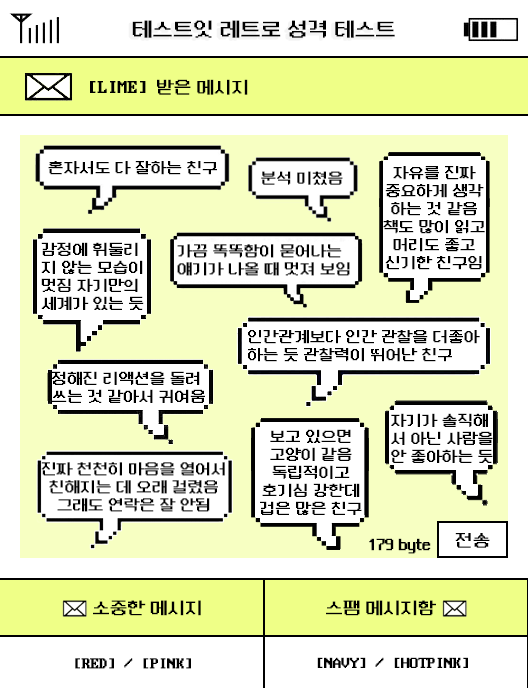 테스트잇 레트로 성격 테스트
[LIME] 받은 메시지
혼자서도 다 잘하는 친구
분석 미쳤음
자유를 진짜
중요하게 생각
하는 것 같음
책도 많이 읽고
머리도 좋고
신기한 친구임
감정에 휘둘리
지 않는 모습이
멋짐 자기만의
세계가 있는 듯
가끔 똑똑함이 묻어나는
얘기가 나올 때 멋져 보임
인간관계보다 인간 관찰을 더좋아
하는 듯 관찰력이 뛰어난 친구
정해진 리액션을 돌려
쓰는 것 같아서 귀여움
보고 있으면
고양이 같음
독립적이고
호기심 강한데
겁은 많은 친구
자기가 솔직해
서 아닌 사람을
안 좋아하는 듯
진짜 천천히 마음을 열어서
친해지는 데 오래 걸렸음
그래도 연락은 잘 안됨
179 byte
전송
소중한 메시지
스팸 메시지함
[RED] / [PINK]
[NAVY] / [HOTPINK]